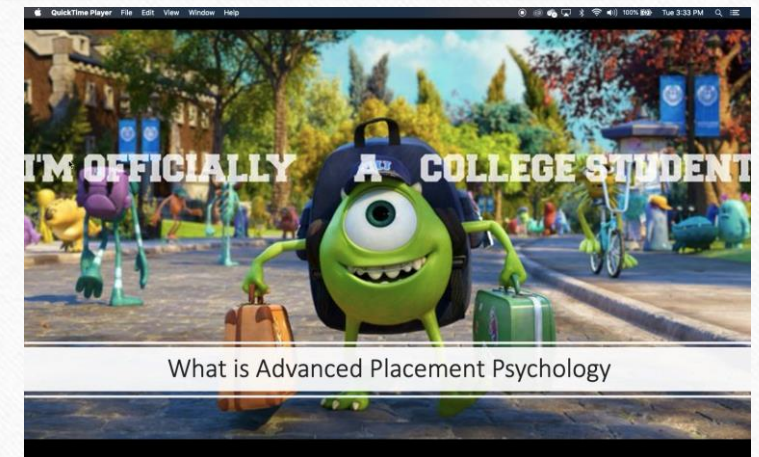 QuickTime Player File Edit View Window Help 100% Tue 3:33 PM
I'M OFFICIALLY A COLLEGE STUDENT
What is Advanced Placement Psychology